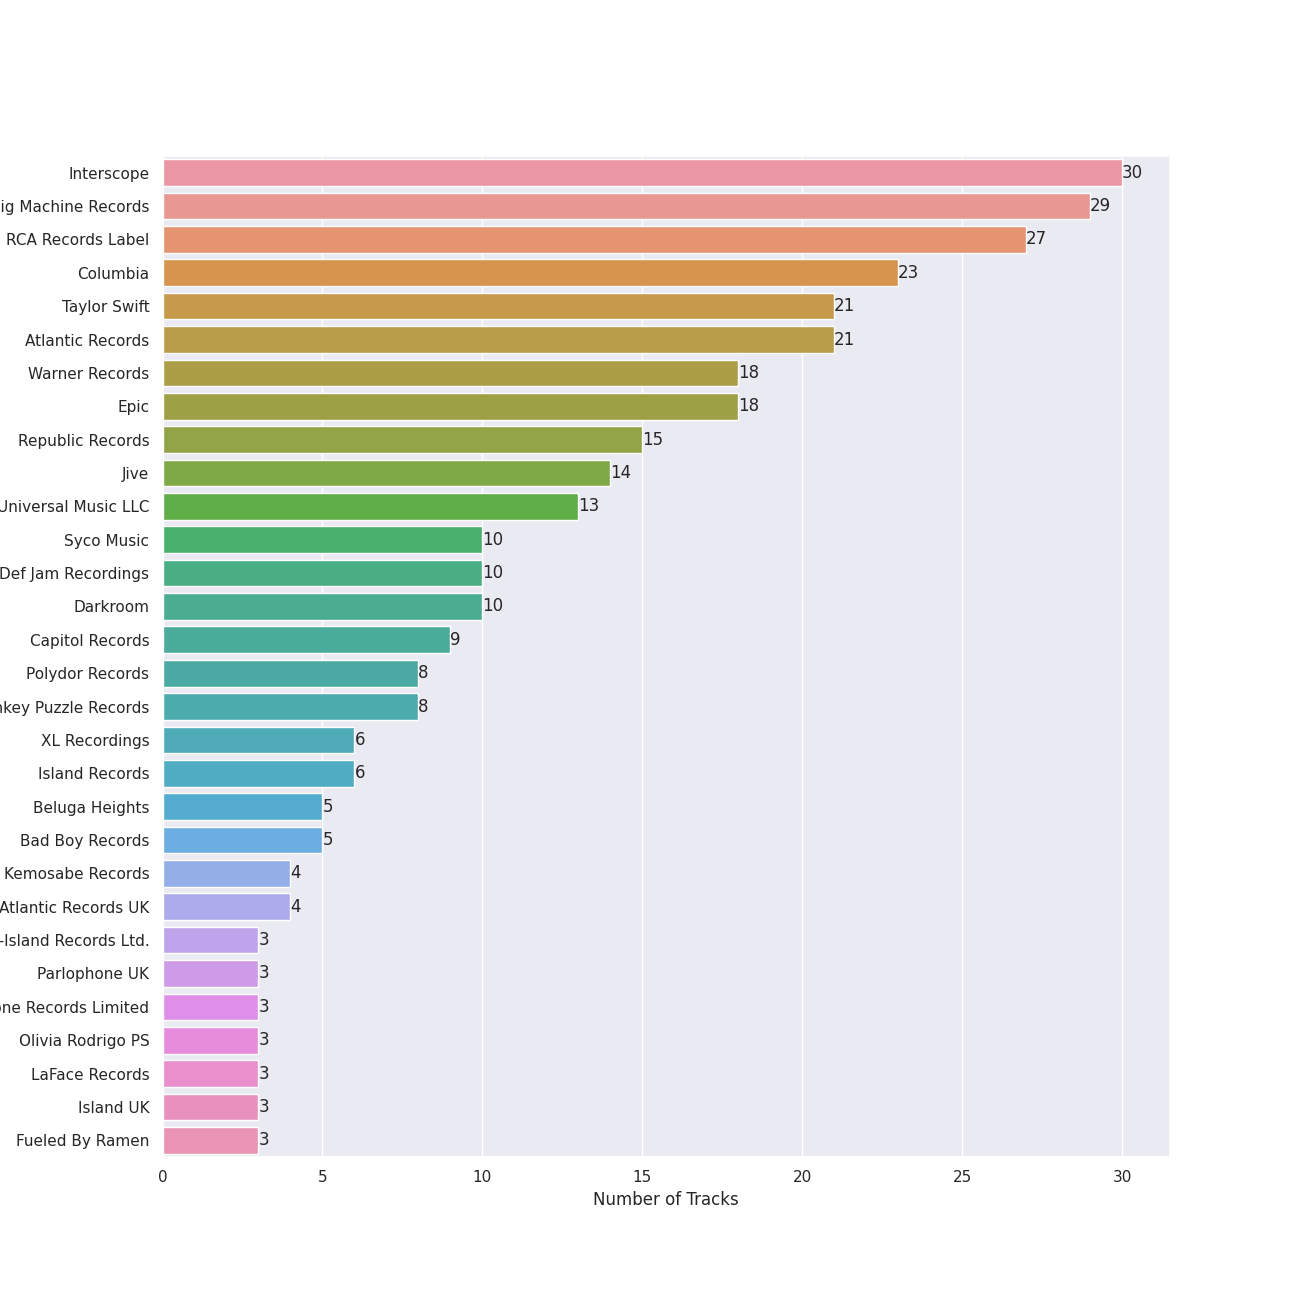 Interscope 30
ig Machine Records 29
RCA Records Label 27
Columbia 23
Taylor Swift 21
Atlantic Records 21
Warner Records 18
Epic 18
Republic Records 15
Jive 14
Universal Music LLC 13
Syco Music 10
Def Jam Recordings 10
Darkroom 10
Capitol Records 9
Polydor Records 8
nkey Puzzle Records 8
XL Recordings 6
Island Records 6
Beluga Heights 5
Bad Boy Records 5
Kemosabe Records 4
Atlantic Records UK 4
-Island Records Ltd. 3
Parlophone UK 3
one Records Limited 3
Olivia Rodrigo PS 3
LaFace Records 3
Island UK 3
Fueled By Ramen 3
0 5 10 15 20 25 30
Number of Tracks